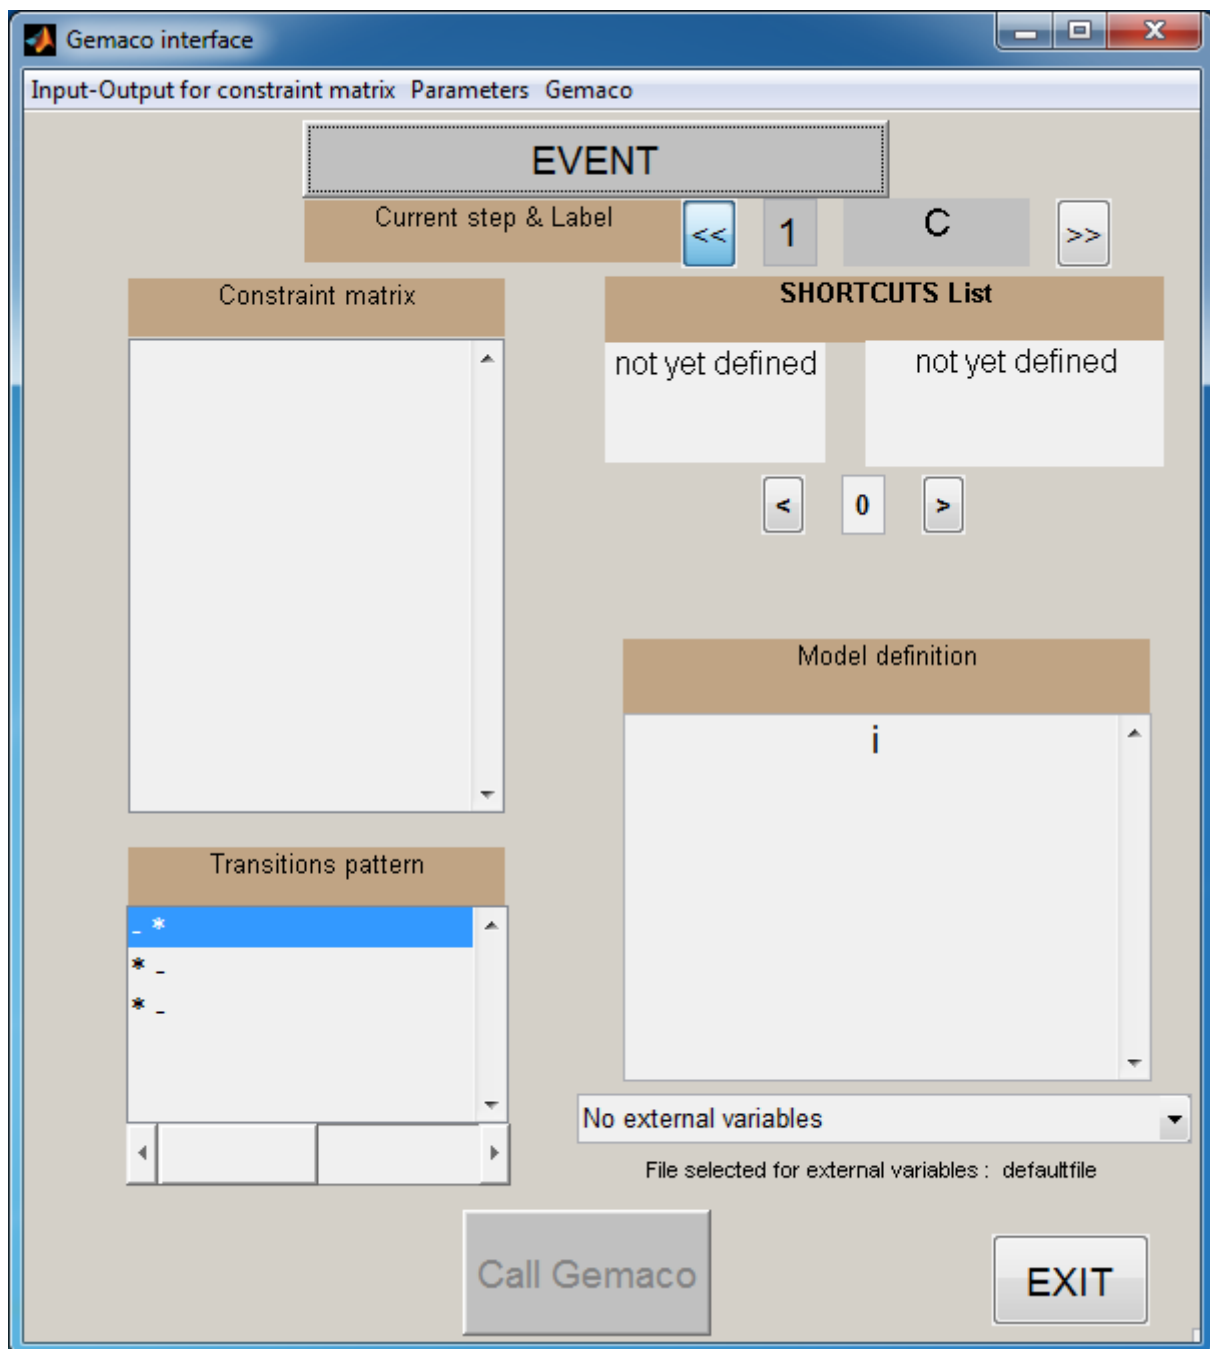 Gemaco interface
Input-Output for constraint matrix Parameters Gemaco
EVENT
Current step & Label << 1 C >>
Constraint matrix
SHORTCUTS List
not yet defined not yet defined
< 0 >
Model definition
i
Transitions pattern
- *
* -
* -
No external variables
File selected for external variables : defaultfile
Call Gemaco
EXIT